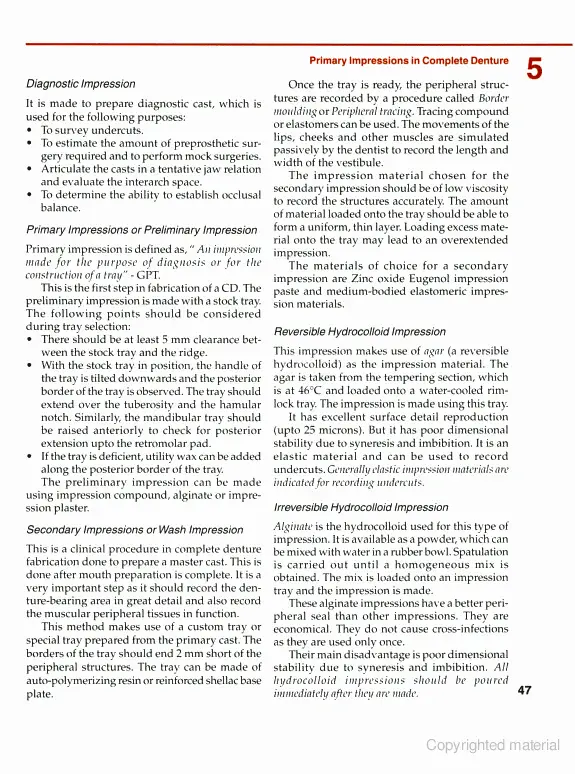 Primary Impressions in Complete Denture
5
Diagnostic Impression
It is made to prepare diagnostic cast, which is
used for the following purposes:
• To survey undercuts.
• To estimate the amount of preprosthetic sur-
gery required and to perform mock surgeries.
• Articulate the casts in a tentative jaw relation
and evaluate the interarch space.
• To determine the ability to establish occlusal
balance.
Primary Impressions or Preliminary Impression
Primary impression is defined as, " An impression
made for the purpose of diagnosis or for the
construction of a tray" - GPT.
This is the first step in fabrication of a CD. The
preliminary impression is made with a stock tray.
The following points should be considered
during tray selection:
• There should be at least 5 mm clearance bet-
ween the stock tray and the ridge.
• With the stock tray in position, the handle of
the tray is tilted downwards and the posterior
border of the tray is observed. The tray should
extend over the tuberosity and the hamular
notch. Similarly, the mandibular tray should
be raised anteriorly to check for posterior
extension upto the retromolar pad.
• If the tray is deficient, utility wax can be added
along the posterior border of the tray.
The preliminary impression can be made
using impression compound, alginate or impre-
ssion plaster.
Secondary Impressions or Wash Impression
This is a clinical procedure in complete denture
fabrication done to prepare a master cast. This is
done after mouth preparation is complete. It is a
very important step as it should record the den-
ture-bearing area in great detail and also record
the muscular peripheral tissues in function.
This method makes use of a custom tray or
special tray prepared from the primary cast. The
borders of the tray should end 2 mm short of the
peripheral structures. The tray can be made of
auto-polymerizing resin or reinforced shellac base
plate.
Once the tray is ready, the peripheral struc-
tures are recorded by a procedure called Border
moulding or Peripheral tracing. Tracing compound
or elastomers can be used. The movements of the
lips, cheeks and other muscles are simulated
passively by the dentist to record the length and
width of the vestibule.
The impression material chosen for the
secondary impression should be of low viscosity
to record the structures accurately. The amount
of material loaded onto the tray should be able to
form a uniform, thin layer. Loading excess mate-
rial onto the tray may lead to an overextended
impression.
The materials of choice for a secondary
impression are Zinc oxide Eugenol impression
paste and medium-bodied elastomeric impres-
sion materials.
Reversible Hydrocolloid Impression
This impression makes use of agar (a reversible
hydrocolloid) as the impression material. The
agar is taken from the tempering section, which
is at 46°C and loaded onto a water-cooled rim-
lock tray. The impression is made using this tray.
It has excellent surface detail reproduction
(upto 25 microns). But it has poor dimensional
stability due to syneresis and imbibition. It is an
elastic material and can be used to record
undercuts. Generally elastic impression materials are
indicated for recording undercuts.
Irreversible Hydrocolloid Impression
Alginate is the hydrocolloid used for this type of
impression. It is available as a powder, which can
be mixed with water in a rubber bowl. Spatulation
is carried out until a homogeneous mix is
obtained. The mix is loaded onto an impression
tray and the impression is made.
These alginate impressions have a better peri-
pheral seal than other impressions. They are
economical. They do not cause cross-infections
as they are used only once.
Their main disadvantage is poor dimensional
stability due to syneresis and imbibition. All
hydrocolloid impressions should be poured
immediately after they are made.
47
Copyrighted material